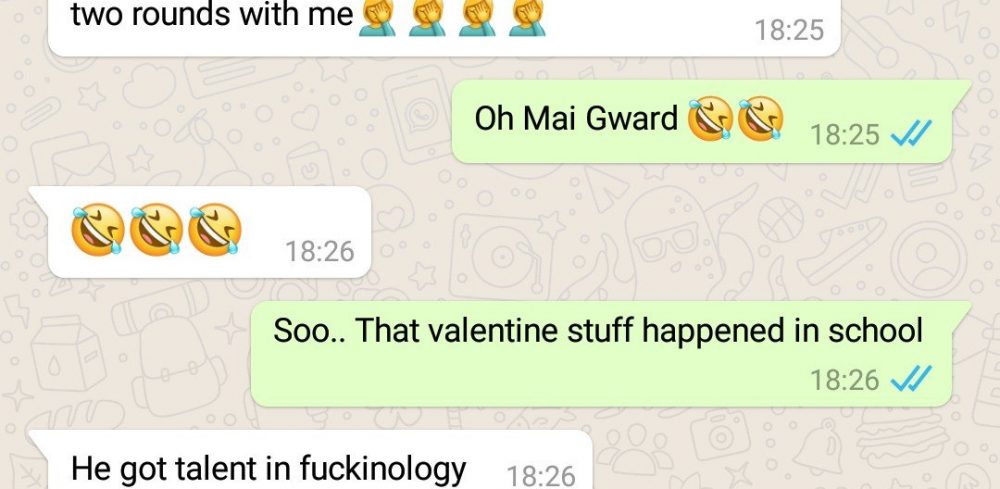 two rounds with me 🤦‍♀️🤦‍♀️🤦‍♀️🤦‍♀️
18:25
Oh Mai Gward 🤣🤣
18:25
🤣🤣🤣
18:26
Soo.. That valentine stuff happened in school
18:26
He got talent in fuckinology
18:26